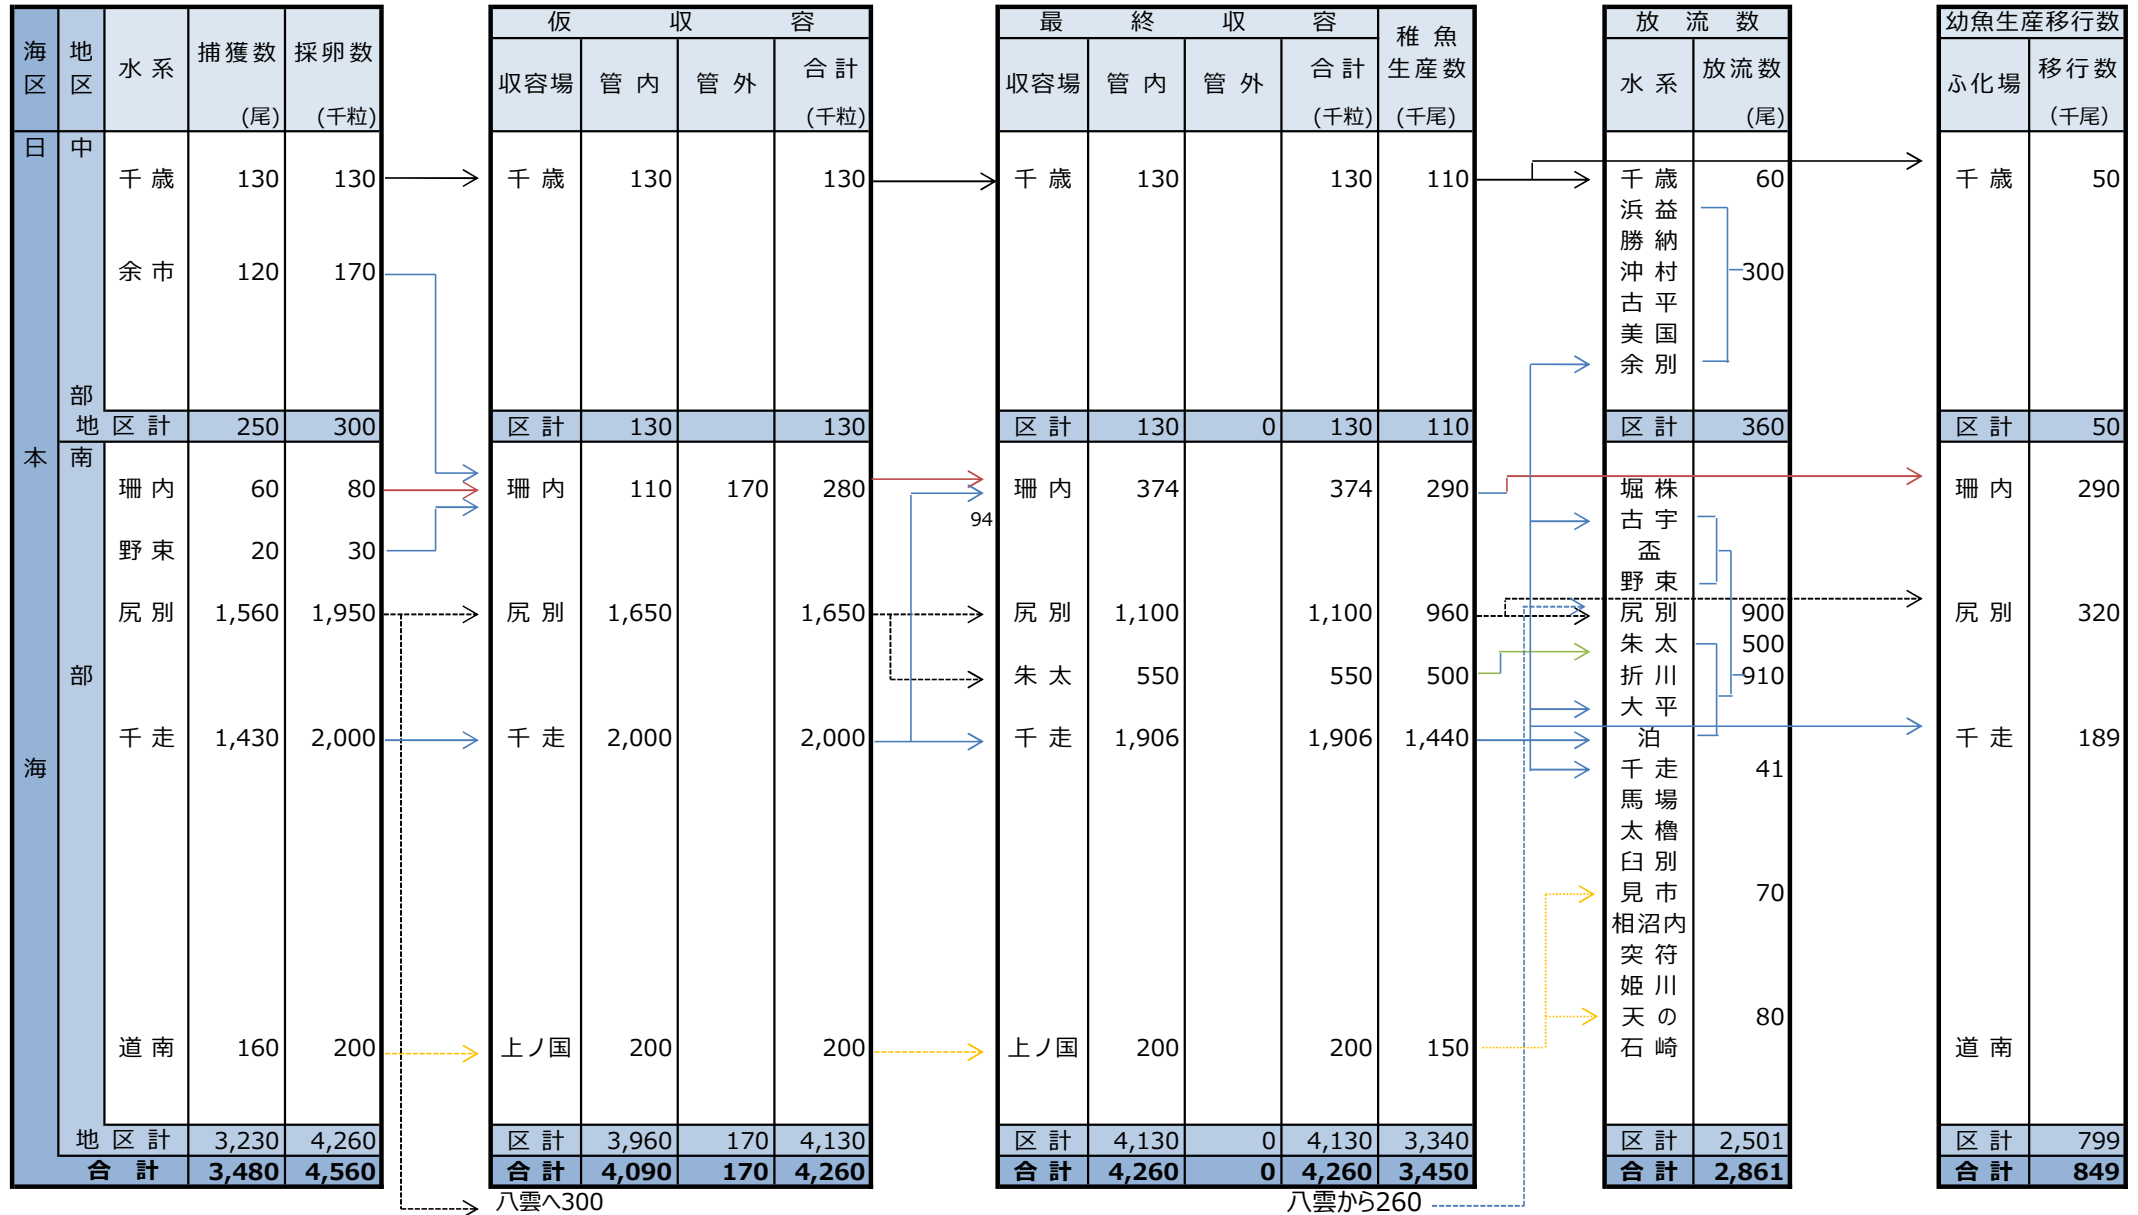 仮 収 容 最 終 収 容 放 流 数 幼魚生産移行数
海区 地区 水 系 捕獲数 (尾) 採卵数 (千粒) 収容場 管 内 管 外 合 計 (千粒) 収容場 管 内 管 外 合 計 (千粒) 稚 魚 生産数 (千尾) 水 系 放流数 (尾) ふ化場 移行数 (千尾)
日 中
千 歳 130 130 千 歳 130 130 千 歳 130 130 110 千 歳 60 千 歳 50
浜 益
勝 納
余 市 120 170 沖 村 300
古 平
美 国
余 別
部
地 区 計 250 300 区 計 130 130 区 計 130 0 130 110 区 計 360 区 計 50
本 南
珊 内 60 80 珊 内 110 170 280 珊 内 374 374 290 堀 株 珊 内 290
94 古 宇
野 束 20 30 盃
野 束
尻 別 1,560 1,950 尻 別 1,650 1,650 尻 別 1,100 1,100 960 尻 別 900 尻 別 320
朱 太 500
部 朱 太 550 550 500 折 川 910
大 平
千 走 1,430 2,000 千 走 2,000 2,000 千 走 1,906 1,906 1,440 泊 千 走 189
海 千 走 41
馬 場
太 櫓
臼 別
見 市 70
相沼内
突 符
姫 川
天 の 80
道 南 160 200 上ノ国 200 200 上ノ国 200 200 150 石 崎 道 南
地 区 計 3,230 4,260 区 計 3,960 170 4,130 区 計 4,130 0 4,130 3,340 区 計 2,501 区 計 799
合 計 3,480 4,560 合 計 4,090 170 4,260 合 計 4,260 0 4,260 3,450 合 計 2,861 合 計 849
八雲へ300 八雲から260